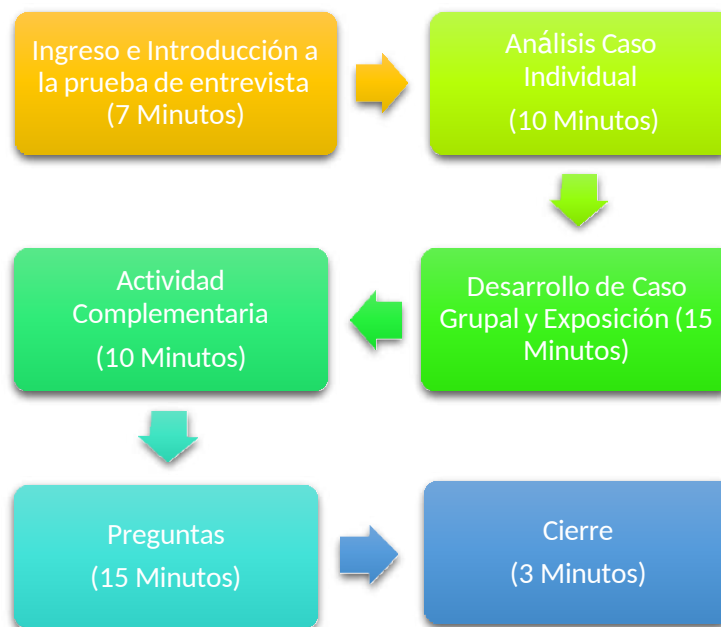 Ingreso e Introducción a
la prueba de entrevista
(7 Minutos)
Análisis Caso
Individual
(10 Minutos)
Desarrollo de Caso
Grupal y Exposición (15
Minutos)
Actividad
Complementaria
(10 Minutos)
Preguntas
(15 Minutos)
Cierre
(3 Minutos)